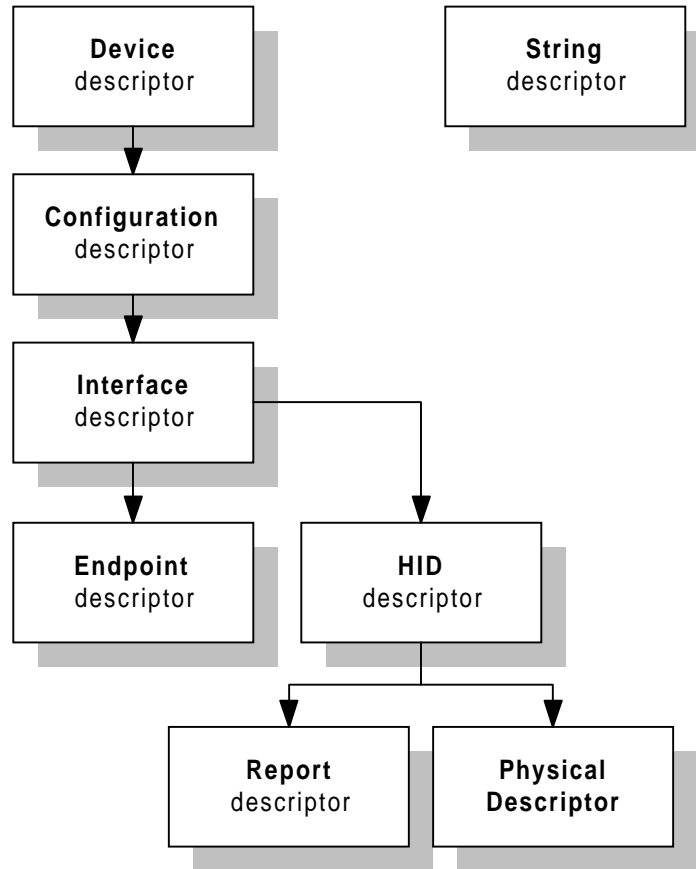 Device
descriptor
String
descriptor
Configuration
descriptor
Interface
descriptor
Endpoint
descriptor
HID
descriptor
Report
descriptor
Physical
Descriptor